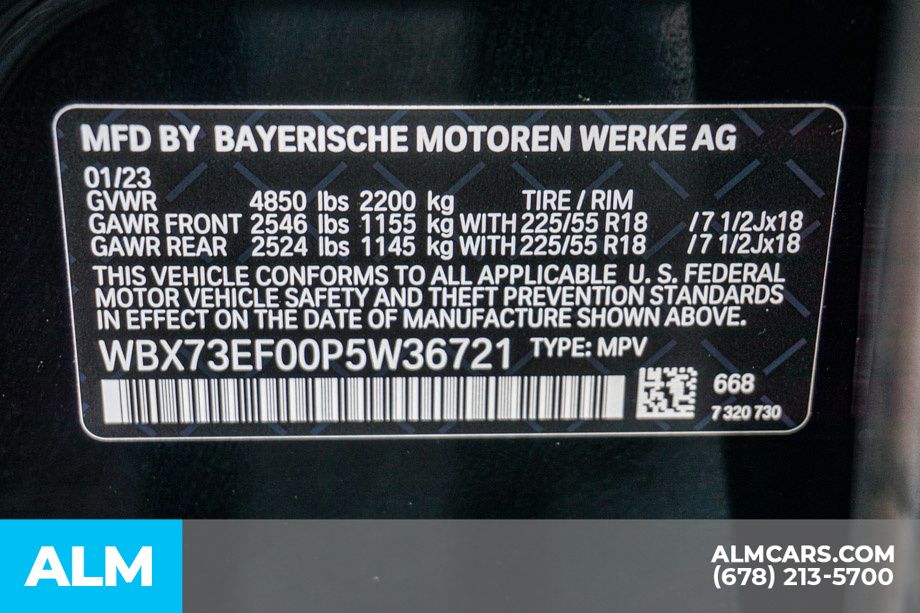 MFD BY BAYERISCHE MOTOREN WERKE AG
01/23
GVWR 4850 lbs 2200 kg TIRE / RIM
GAWR FRONT 2546 lbs 1155 kg WITH 225/55 R18 /7 1/2Jx18
GAWR REAR 2524 lbs 1145 kg WITH 225/55 R18 /7 1/2Jx18
THIS VEHICLE CONFORMS TO ALL APPLICABLE U. S. FEDERAL
MOTOR VEHICLE SAFETY AND THEFT PREVENTION STANDARDS
IN EFFECT ON THE DATE OF MANUFACTURE SHOWN ABOVE.
WBX73EF00P5W36721 TYPE: MPV
668
7 320 730
ALM
ALMCARS.COM
(678) 213-5700